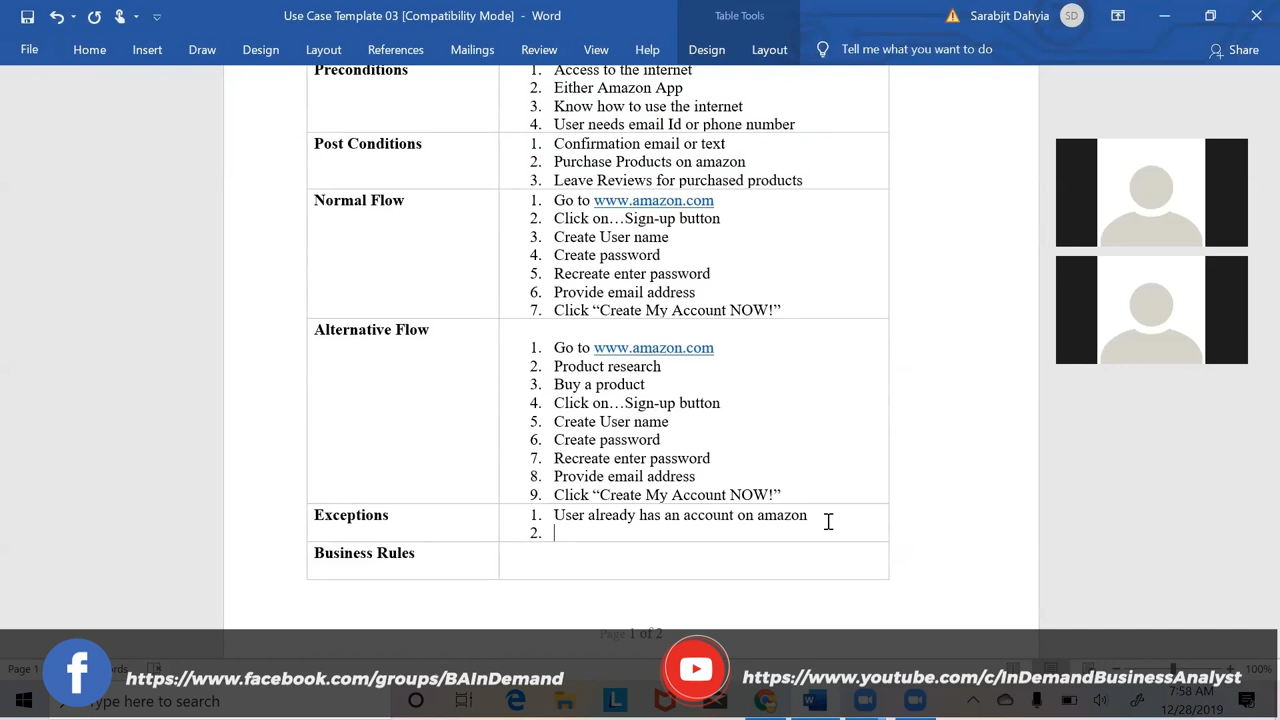 Use Case Template 03 [Compatibility Mode] - Word
Table Tools
Sarabjit Dahyia
SD
File Home Insert Draw Design Layout References Mailings Review View Help Design Layout Tell me what you want to do Share
Preconditions
1. Access to the internet
2. Either Amazon App
3. Know how to use the internet
4. User needs email Id or phone number
Post Conditions
1. Confirmation email or text
2. Purchase Products on amazon
3. Leave Reviews for purchased products
Normal Flow
1. Go to www.amazon.com
2. Click on…Sign-up button
3. Create User name
4. Create password
5. Recreate enter password
6. Provide email address
7. Click “Create My Account NOW!”
Alternative Flow
1. Go to www.amazon.com
2. Product research
3. Buy a product
4. Click on…Sign-up button
5. Create User name
6. Create password
7. Recreate enter password
8. Provide email address
9. Click “Create My Account NOW!”
Exceptions
1. User already has an account on amazon
2.
Business Rules
Page 1 of 2
https://www.facebook.com/groups/BAInDemand
https://www.youtube.com/c/InDemandBusinessAnalyst
Page 1
100%
Type here to search
7:58 AM
12/28/2019